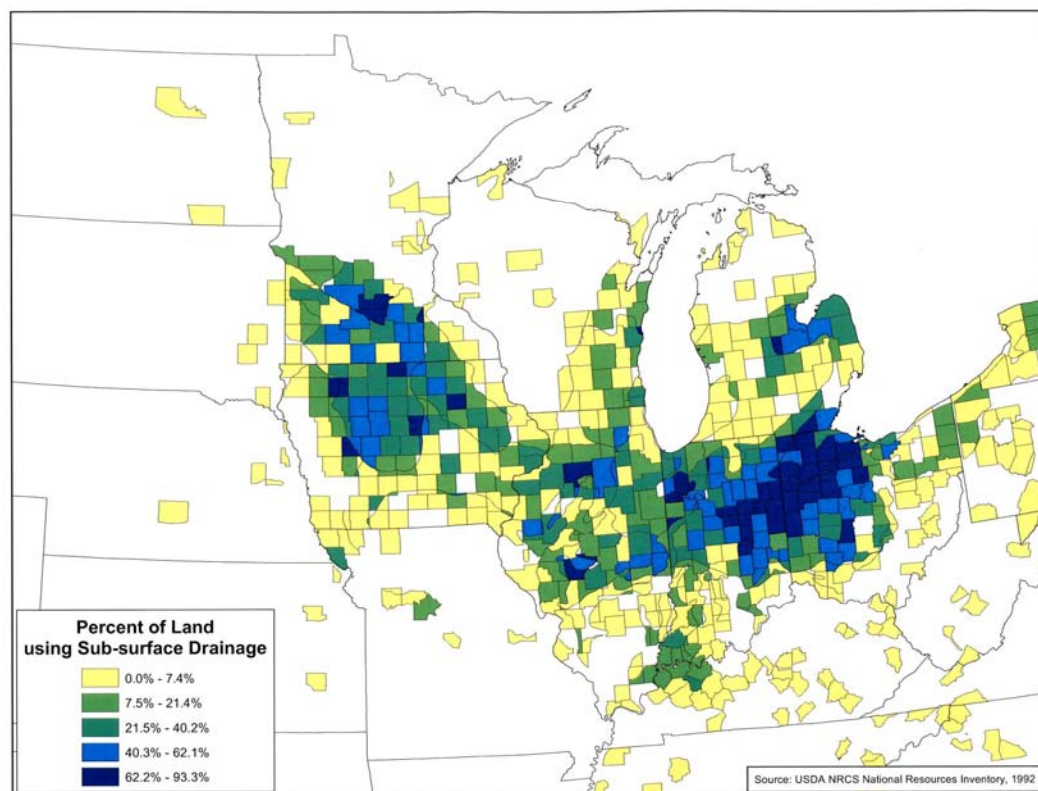 Percent of Land
using Sub-surface Drainage
0.0% - 7.4%
7.5% - 21.4%
21.5% - 40.2%
40.3% - 62.1%
62.2% - 93.3%
Source: USDA NRCS National Resources Inventory, 1992